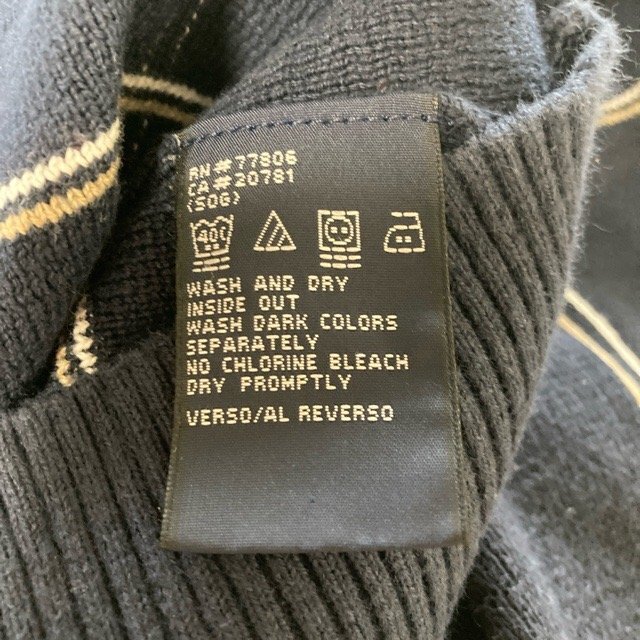 RN#77806
CA#20781
(506)
WASH AND DRY
INSIDE OUT
WASH DARK COLORS
SEPARATELY
NO CHLORINE BLEACH
DRY PROMPTLY
VERSO/AL REVERSO